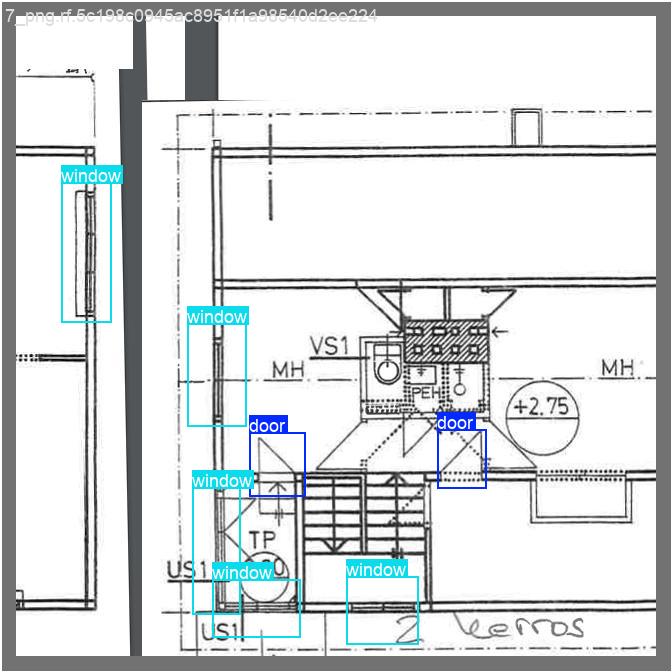 7_png.rf.5c198c0945ac8951f1a98540d2ee224
window
window
VS1
MH
MH
PEH
+2.75
door
door
window
TP
US1
window
window
US1
2 kerros